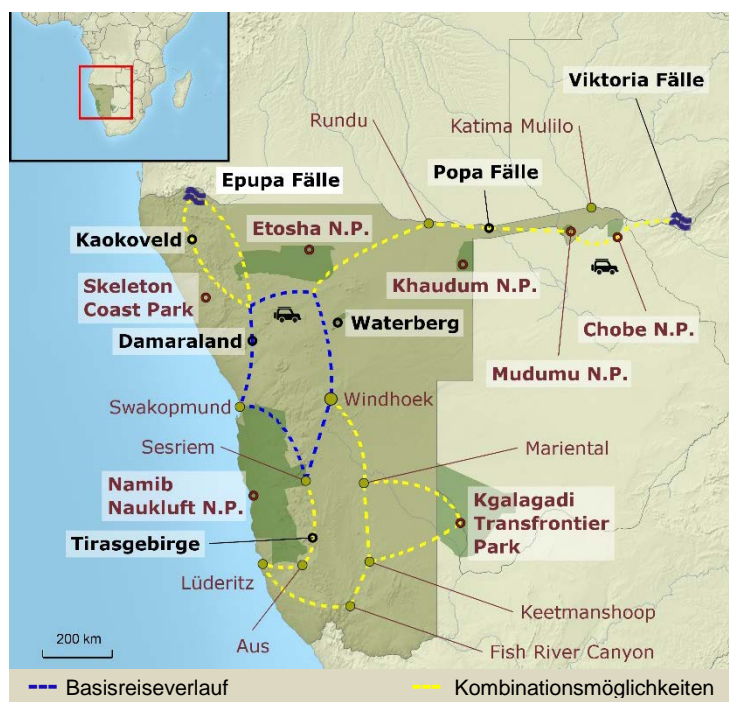 Viktoria Fälle
Rundu
Katima Mulilo
Epupa Fälle
Popa Fälle
Kaokoveld
Etosha N.P.
Skeleton
Coast Park
Khaudum N.P.
Waterberg
Chobe N.P.
Damaraland
Mudumu N.P.
Swakopmund
Windhoek
Sesriem
Mariental
Namib
Naukluft N.P.
Kgalagadi
Transfrontier
Park
Tirasgebirge
Lüderitz
Keetmanshoop
Aus
Fish River Canyon
200 km
Basisreiseverlauf
Kombinationsmöglichkeiten